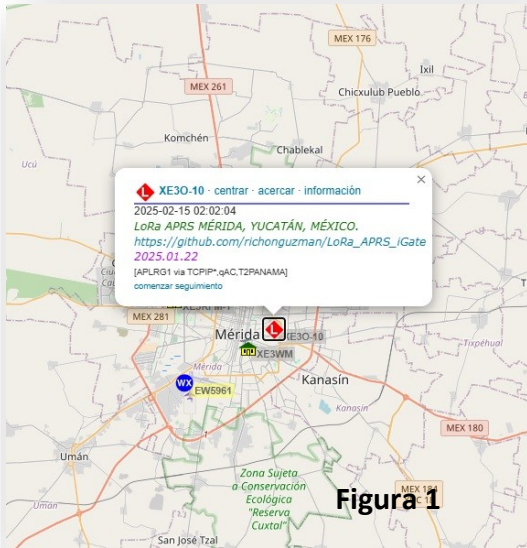 MEX 176
Ixil
MEX 261
Chicxulub Pueblo
Komchén
Chablekal
Ucú
×
L XE3O-10 · centrar · acercar · información
2025-02-15 02:02:04
LoRa APRS MÉRIDA, YUCATÁN, MÉXICO.
https://github.com/richonguzman/LoRa_APRS_iGate
2025.01.22
[APLRG1 via TCPIP*,qAC,T2PANAMA]
comenzar seguimiento
MEX 281
Mérida
L
XE3O-10
XE3WM
Tixpéhual
Mérida
WX
EW5961
Kanasín
Kanasín
MEX 180
Umán
Umán
Zona Sujeta
a Conservación
Ecológica
"Reserva
Cuxtal"
Figura 1
San José Tzal